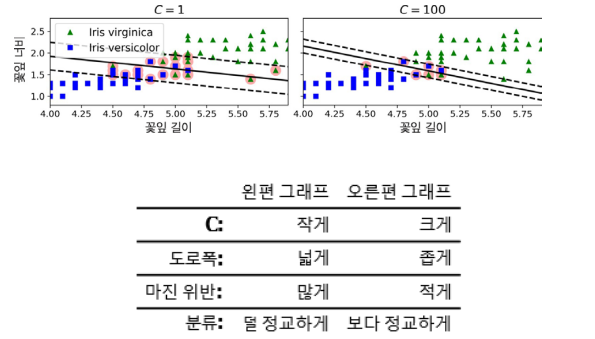 C = 1
C = 100
꽃잎 너비
2.5
2.0
1.5
1.0
Iris virginica
Iris versicolor
4.00 4.25 4.50 4.75 5.00 5.25 5.50 5.75
4.00 4.25 4.50 4.75 5.00 5.25 5.50 5.75
꽃잎 길이
꽃잎 길이
왼편 그래프 오른편 그래프
C: 작게 크게
도로폭: 넓게 좁게
마진 위반: 많게 적게
분류: 덜 정교하게 보다 정교하게